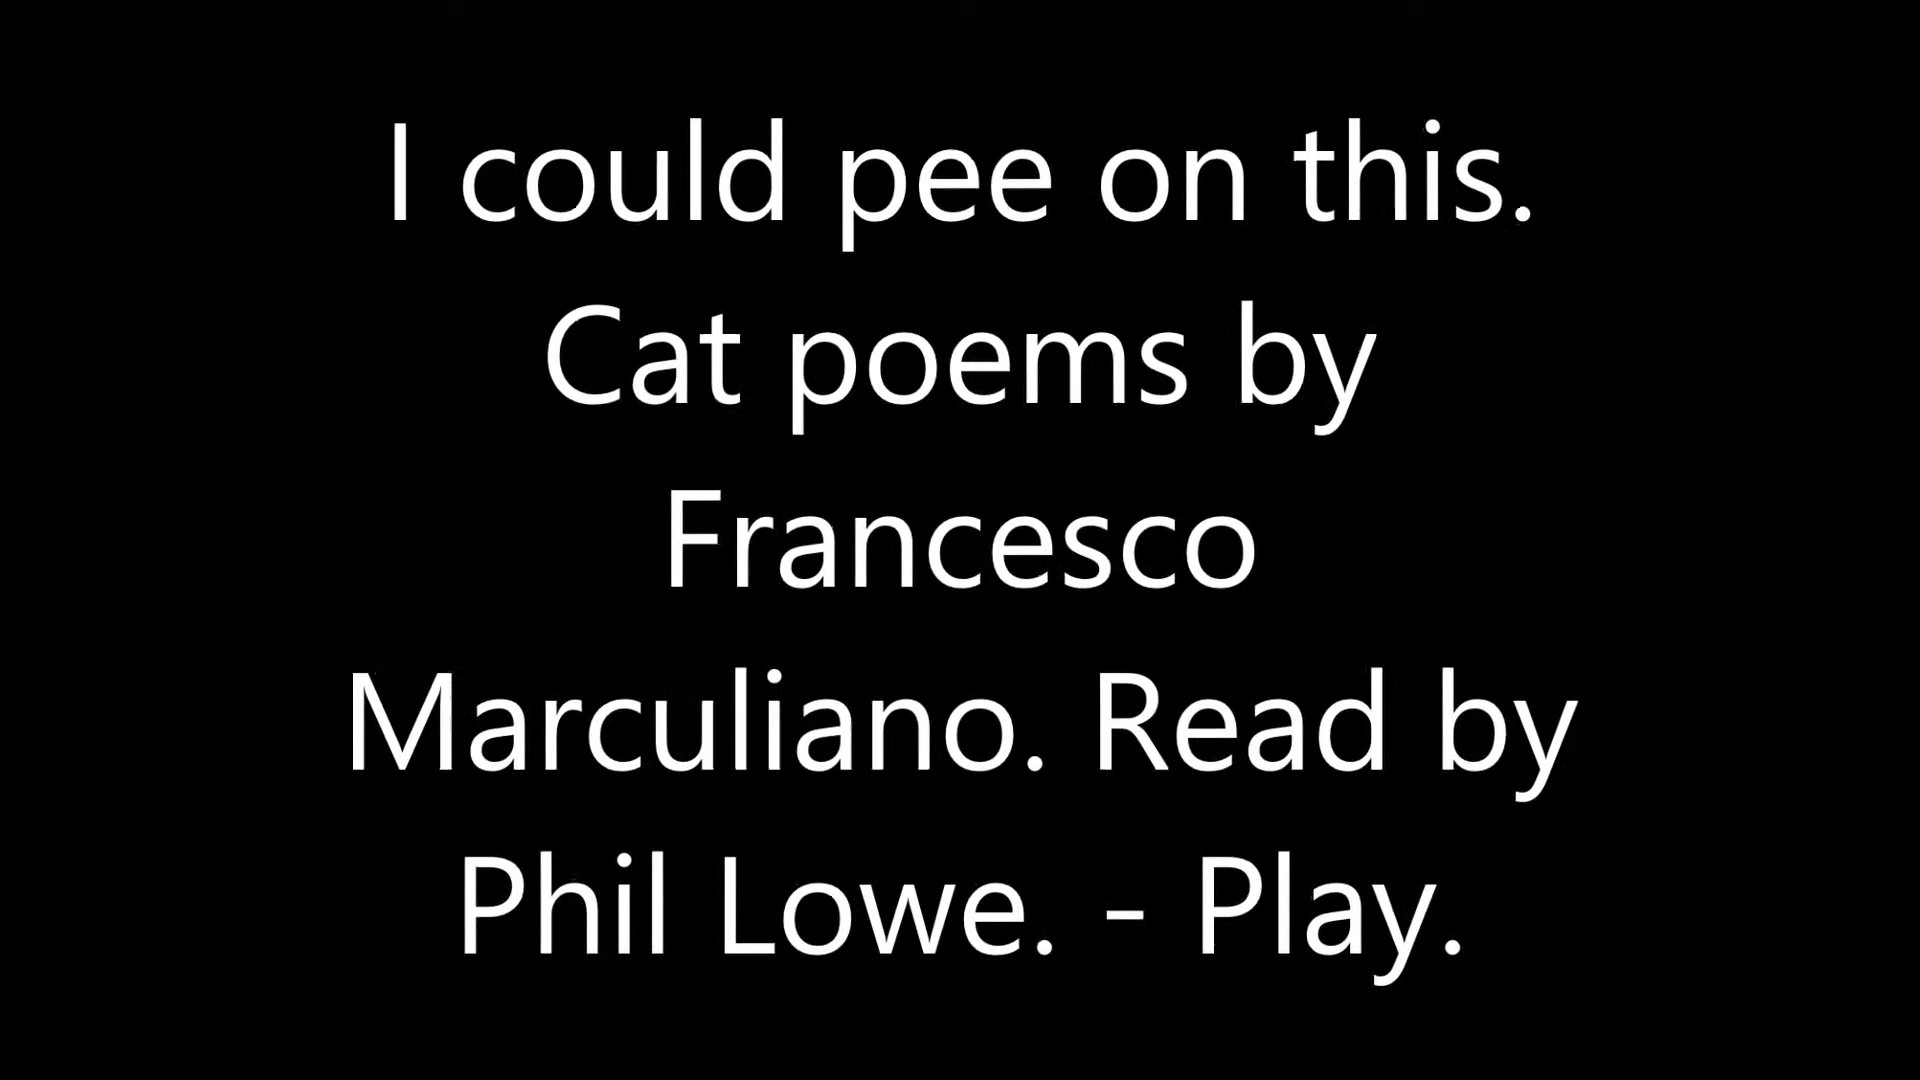 I could pee on this.
Cat poems by
Francesco
Marculiano. Read by
Phil Lowe. - Play.